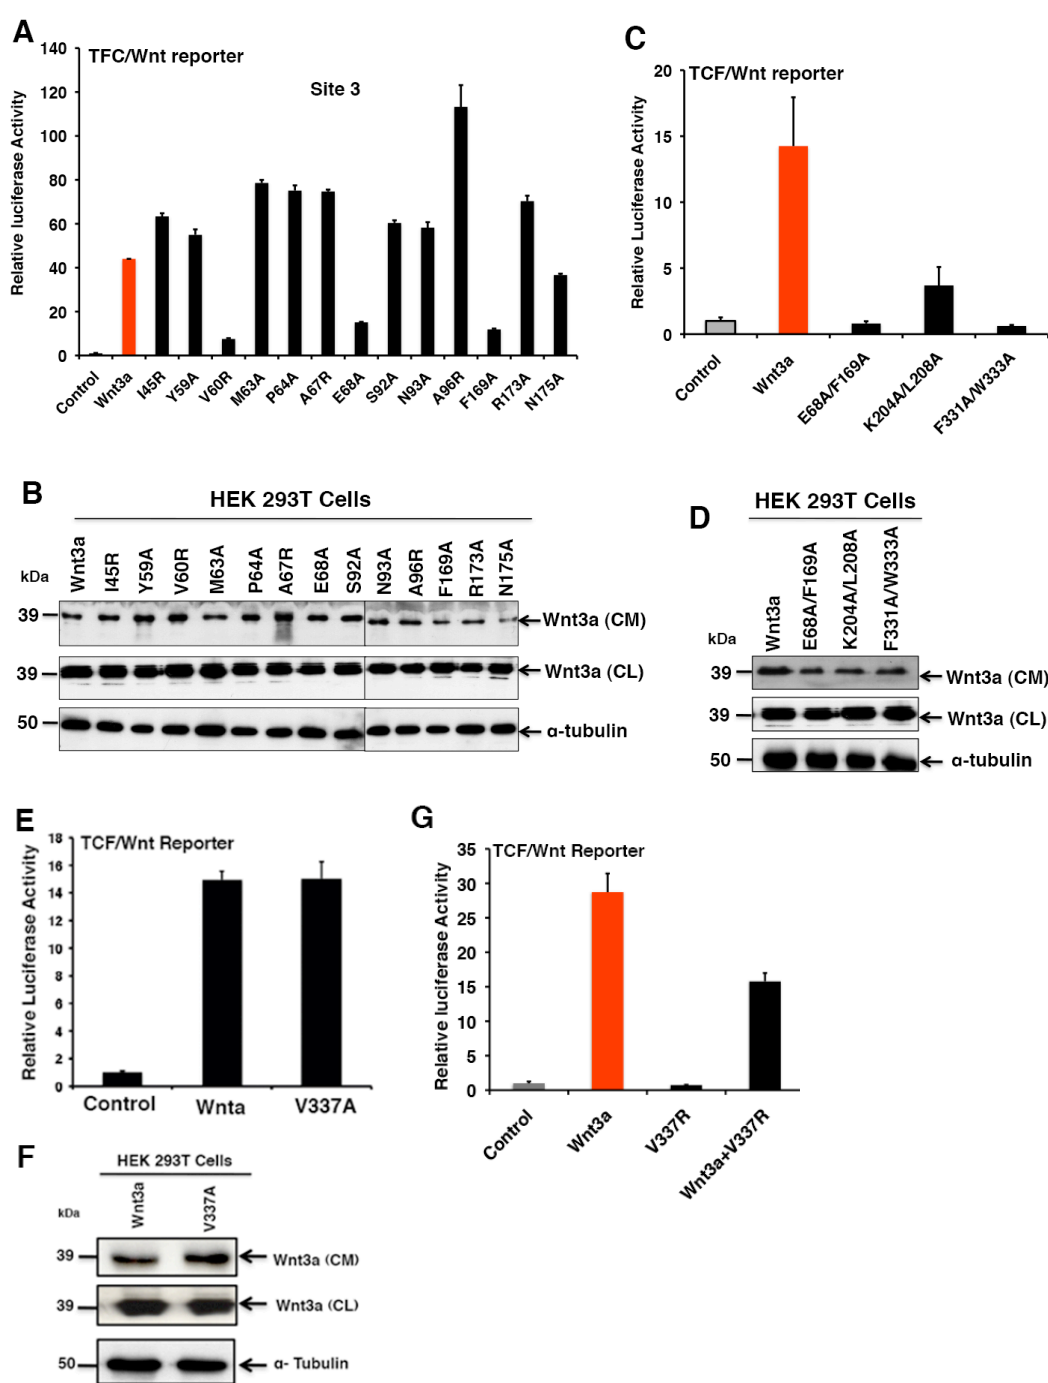 A
TFC/Wnt reporter
Site 3
Relative luciferase Activity
140
120
100
80
60
40
20
0
Control
Wnt3a
I45R
Y59A
V60R
M63A
P64A
A67R
E68A
S92A
N93A
A96R
F169A
R173A
N175A
C
TCF/Wnt reporter
Relative Luciferase Activity
20
15
10
5
0
Control
Wnt3a
E68A/F169A
K204A/L208A
F331A/W333A
B
HEK 293T Cells
kDa
Wnt3a
I45R
Y59A
V60R
M63A
P64A
A67R
E68A
S92A
N93A
A96R
F169A
R173A
N175A
39
Wnt3a (CM)
39
Wnt3a (CL)
50
α-tubulin
D
HEK 293T Cells
kDa
Wnt3a
E68A/F169A
K204A/L208A
F331A/W333A
39
Wnt3a (CM)
39
Wnt3a (CL)
50
α-tubulin
E
TCF/Wnt Reporter
Relative Luciferase Activity
18
16
14
12
10
8
6
4
2
0
Control
Wnta
V337A
G
TCF/Wnt Reporter
Relative luciferase Activity
35
30
25
20
15
10
5
0
Control
Wnt3a
V337R
Wnt3a+V337R
F
HEK 293T Cells
kDa
Wnt3a
V337A
39
Wnt3a (CM)
39
Wnt3a (CL)
50
α- Tubulin